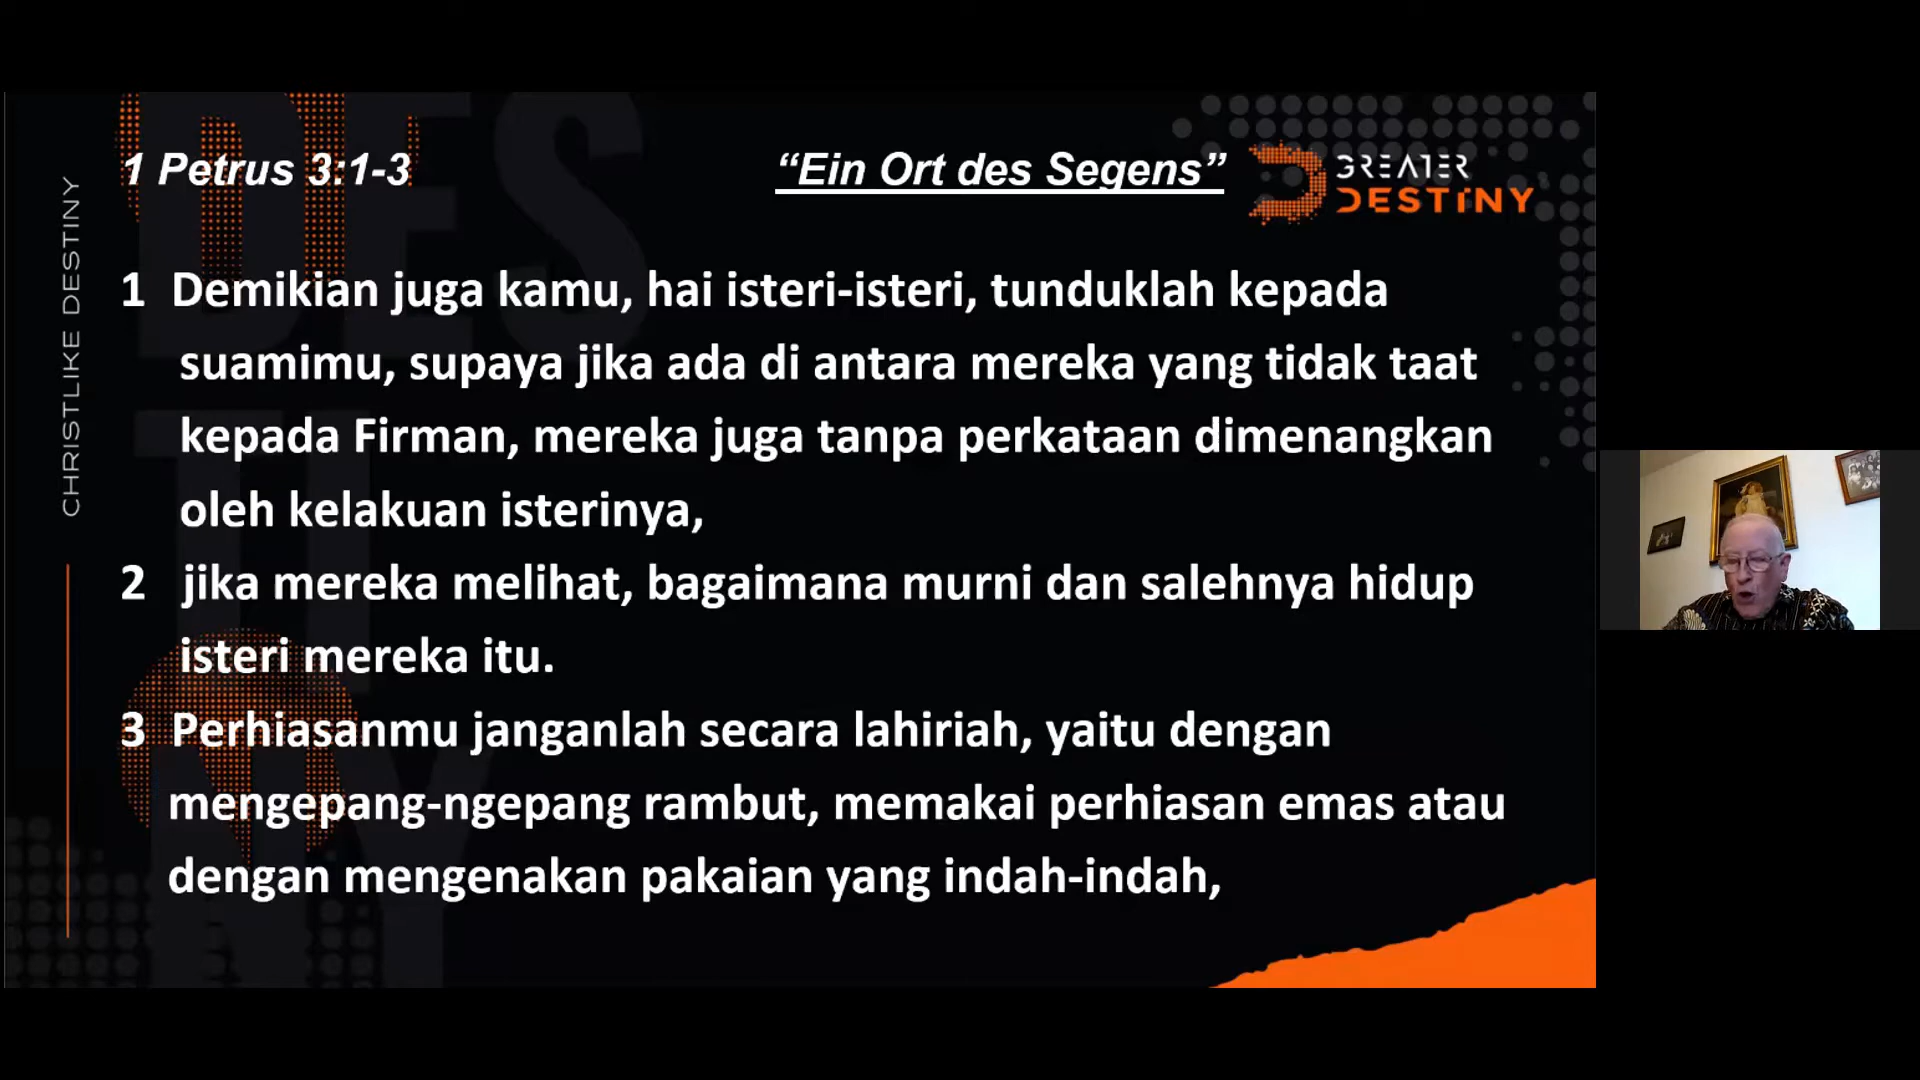 1 Petrus 3:1-3
“Ein Ort des Segens”
GREATER
DESTINY
CHRISTLIKE DESTINY
DES
TI
NY
1 Demikian juga kamu, hai isteri-isteri, tunduklah kepada
suamimu, supaya jika ada di antara mereka yang tidak taat
kepada Firman, mereka juga tanpa perkataan dimenangkan
oleh kelakuan isterinya,
2 jika mereka melihat, bagaimana murni dan salehnya hidup
isteri mereka itu.
3 Perhiasanmu janganlah secara lahiriah, yaitu dengan
mengepang-ngepang rambut, memakai perhiasan emas atau
dengan mengenakan pakaian yang indah-indah,